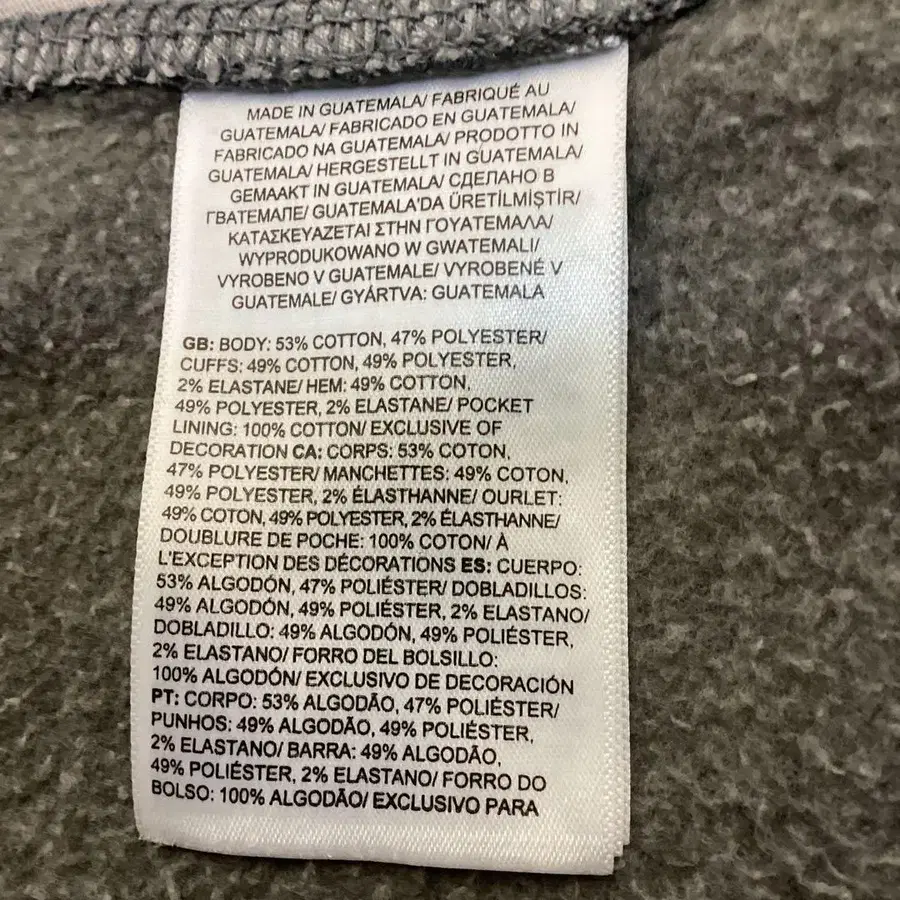 MADE IN GUATEMALA/ FABRIQUÉ AU
GUATEMALA/ FABRICADO EN GUATEMALA/
FABRICADO NA GUATEMALA/ PRODOTTO IN
GUATEMALA/ HERGESTELLT IN GUATEMALA/
GEMAAKT IN GUATEMALA/ СДЕЛАНО В
ГВАТЕМАЛЕ/ GUATEMALA'DA ÜRETİLMİŞTİR/
ΚΑΤΑΣΚΕΥΑΖΕΤΑΙ ΣΤΗΝ ΓΟΥΑΤΕΜΑΛΑ/
WYPRODUKOWANO W GWATEMALI/
VYROBENO V GUATEMALE/ VYROBENÉ V
GUATEMALE/ GYÁRTVA: GUATEMALA
GB: BODY: 53% COTTON, 47% POLYESTER/
CUFFS: 49% COTTON, 49% POLYESTER,
2% ELASTANE/ HEM: 49% COTTON,
49% POLYESTER, 2% ELASTANE/ POCKET
LINING: 100% COTTON/ EXCLUSIVE OF
DECORATION CA: CORPS: 53% COTON,
47% POLYESTER/ MANCHETTES: 49% COTON,
49% POLYESTER, 2% ÉLASTHANNE/ OURLET:
49% COTON, 49% POLYESTER, 2% ÉLASTHANNE/
DOUBLURE DE POCHE: 100% COTON/ À
L'EXCEPTION DES DÉCORATIONS ES: CUERPO:
53% ALGODÓN, 47% POLIÉSTER/ DOBLADILLOS:
49% ALGODÓN, 49% POLIÉSTER, 2% ELASTANO/
DOBLADILLO: 49% ALGODÓN, 49% POLIÉSTER,
2% ELASTANO/ FORRO DEL BOLSILLO:
100% ALGODÓN/ EXCLUSIVO DE DECORACIÓN
PT: CORPO: 53% ALGODÃO, 47% POLIÉSTER/
PUNHOS: 49% ALGODÃO, 49% POLIÉSTER,
2% ELASTANO/ BARRA: 49% ALGODÃO,
49% POLIÉSTER, 2% ELASTANO/ FORRO DO
BOLSO: 100% ALGODÃO/ EXCLUSIVO PARA